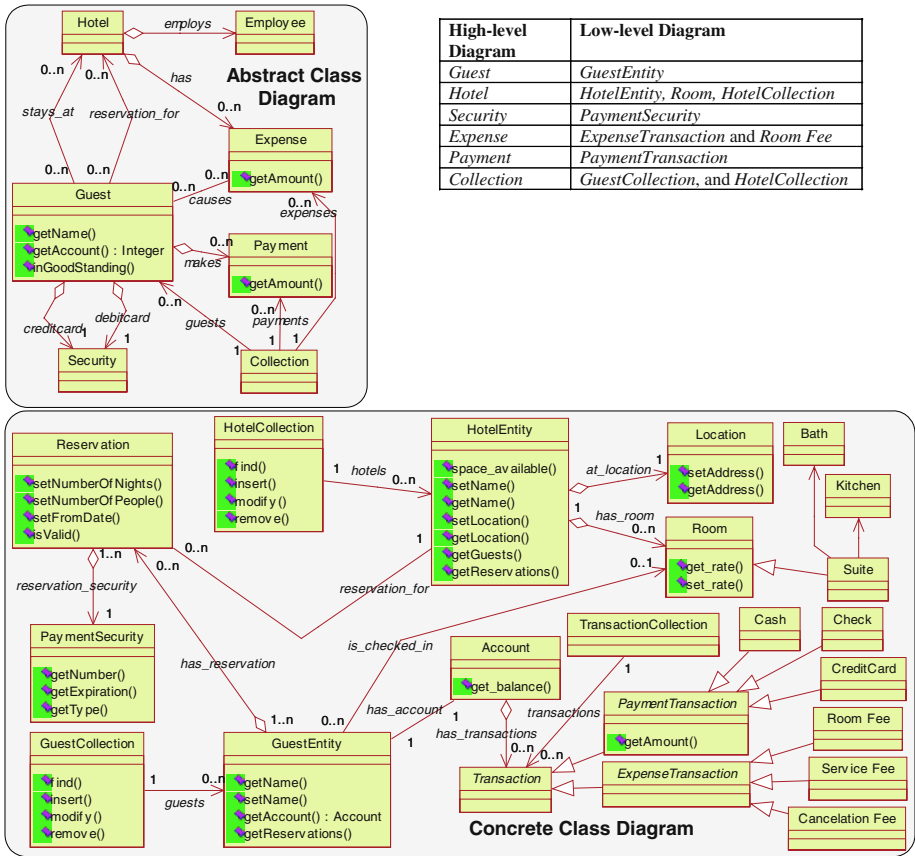 Hotel
employs
Employee
0..n
0..n
has
Abstract Class
Diagram
stays_at
reservation_for
0..n
Expense
getAmount()
0..n
0..n
0..n
0..n
causes
0..n
expenses
Guest
getName()
getAccount() : Integer
inGoodStanding()
0..n
makes
Payment
getAmount()
0..n
guests
0..n
payments
creditcard
debitcard
1
1
1
1
1
Security
Collection
High-level Diagram
Low-level Diagram
Guest
GuestEntity
Hotel
HotelEntity, Room, HotelCollection
Security
PaymentSecurity
Expense
ExpenseTransaction and Room Fee
Payment
PaymentTransaction
Collection
GuestCollection, and HotelCollection
Reservation
setNumberOfNights()
setNumberOfPeople()
setFromDate()
isValid()
HotelCollection
find()
insert()
modify()
remove()
1
hotels
0..n
HotelEntity
space_available()
setName()
getName()
setLocation()
getLocation()
getGuests()
getReservations()
at_location
1
Location
setAddress()
getAddress()
Bath
Kitchen
1
has_room
0..n
Room
get_rate()
set_rate()
0..1
Suite
1..n
0..n
0..n
1
reservation_security
1
reservation_for
PaymentSecurity
getNumber()
getExpiration()
getType()
has_reservation
is_checked_in
Account
get_balance()
TransactionCollection
1
Cash
Check
CreditCard
1..n
0..n
has_account
1
1
has_transactions
0..n
transactions
0..n
PaymentTransaction
getAmount()
Room Fee
GuestCollection
find()
insert()
modify()
remove()
1
guests
0..n
GuestEntity
getName()
setName()
getAccount() : Account
getReservations()
Transaction
ExpenseTransaction
Service Fee
Cancelation Fee
Concrete Class Diagram